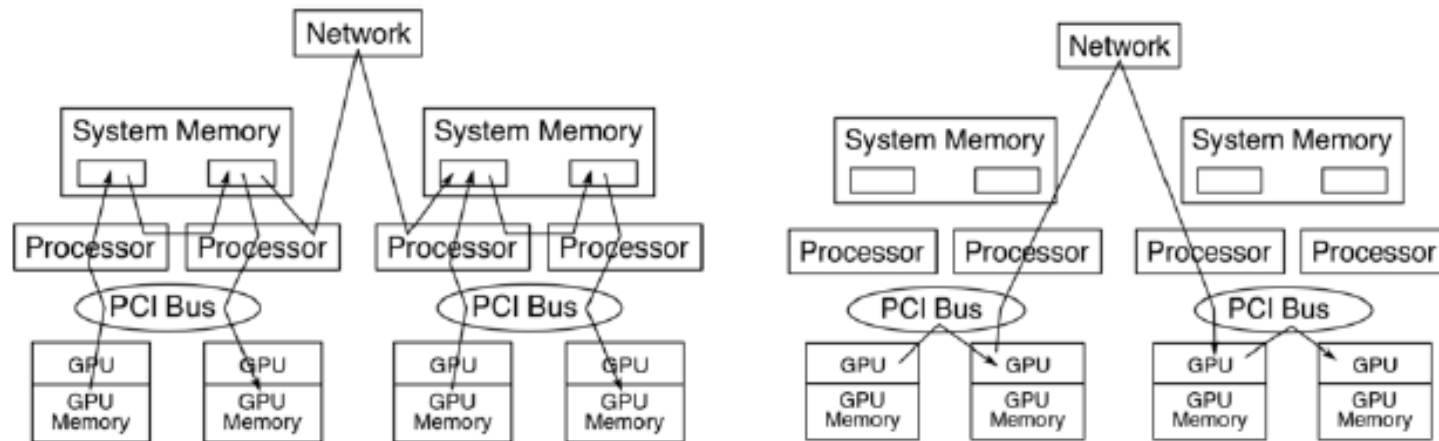 Network
System Memory
System Memory
Processor
Processor
Processor
Processor
PCI Bus
PCI Bus
GPU
GPU
GPU
GPU
GPU
Memory
GPU
Memory
GPU
Memory
GPU
Memory
Network
System Memory
System Memory
Processor
Processor
Processor
Processor
PCI Bus
PCI Bus
GPU
GPU
GPU
GPU
GPU
Memory
GPU
Memory
GPU
Memory
GPU
Memory